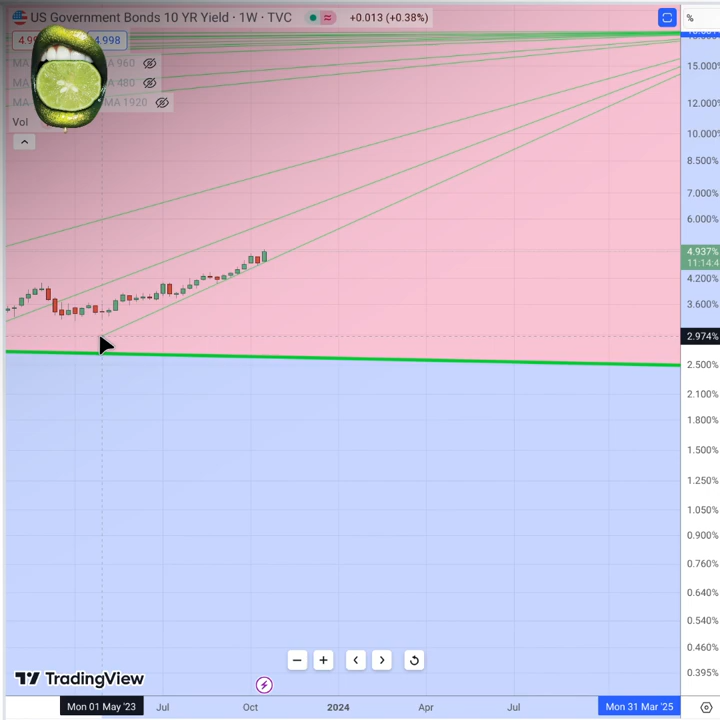 US Government Bonds 10 YR Yield · 1W · TVC
+0.013 (+0.38%)
%
4.998
A 960
15.000%
MA
A 480
MA
MA 1920
12.000%
Vol
10.000%
8.500%
7.000%
6.000%
4.937%
11:14:4
4.200%
3.600%
2.974%
2.500%
2.100%
1.800%
1.500%
1.250%
1.050%
0.900%
0.760%
0.640%
0.540%
0.460%
0.395%
TradingView
Mon 01 May '23
Jul
Oct
2024
Apr
Jul
Mon 31 Mar '25